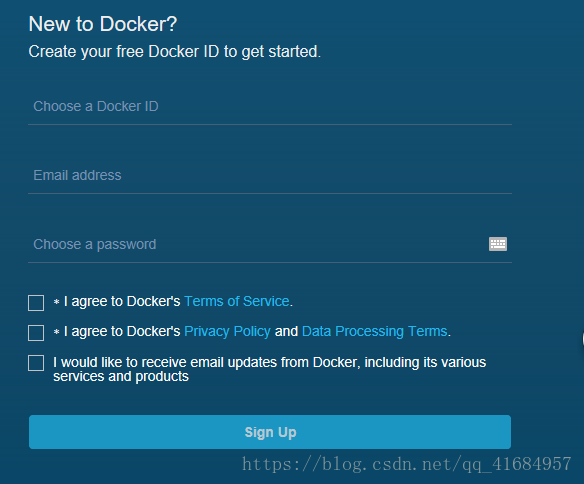 New to Docker?
Create your free Docker ID to get started.
Choose a Docker ID
Email address
Choose a password
* I agree to Docker's Terms of Service.
* I agree to Docker's Privacy Policy and Data Processing Terms.
I would like to receive email updates from Docker, including its various
services and products
Sign Up
https://blog.csdn.net/qq_41684957